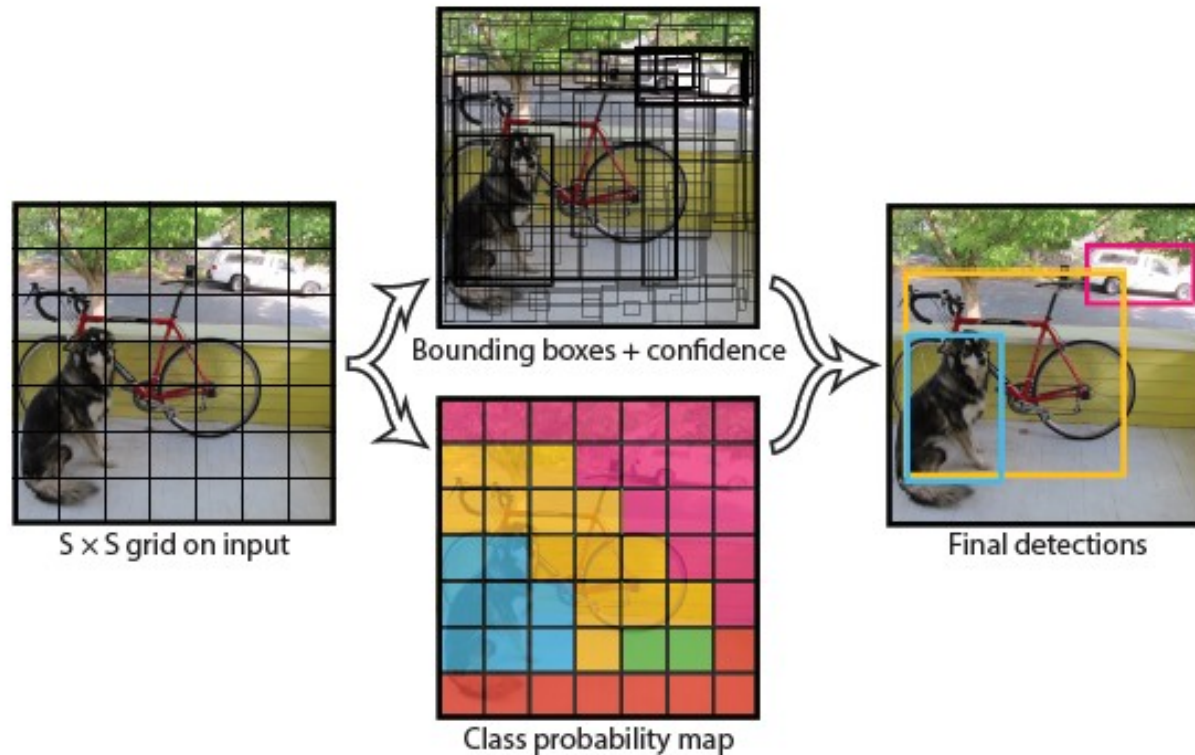 Bounding boxes + confidence
S × S grid on input
Final detections
Class probability map